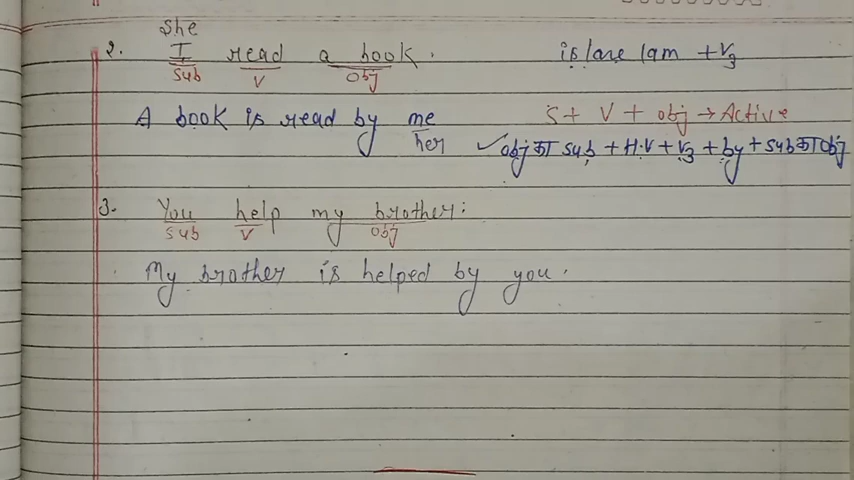 She
2. I read a book. is/are/am + V3
Sub V Obj
A book is read by me S + V + obj → Active
her ✓obj का sub + H.V + V3 + by + Sub का Obj
3. You help my brother:
Sub V Obj
My brother is helped by you.